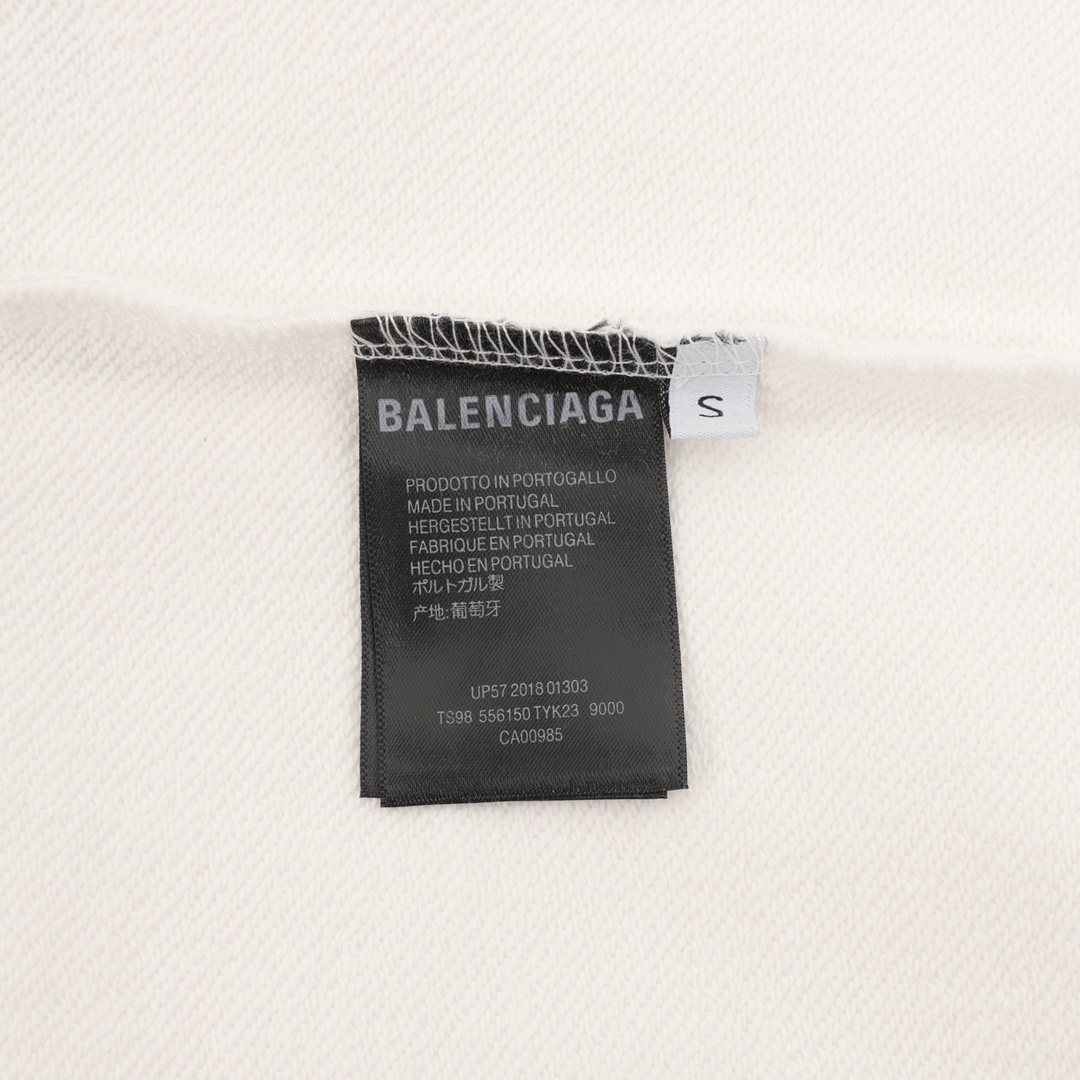 BALENCIAGA
S
PRODOTTO IN PORTOGALLO
MADE IN PORTUGAL
HERGESTELLT IN PORTUGAL
FABRIQUE EN PORTUGAL
HECHO EN PORTUGAL
ポルトガル製
产地:葡萄牙
UP57 2018 01303
TS98 556150 TYK23 9000
CA00985